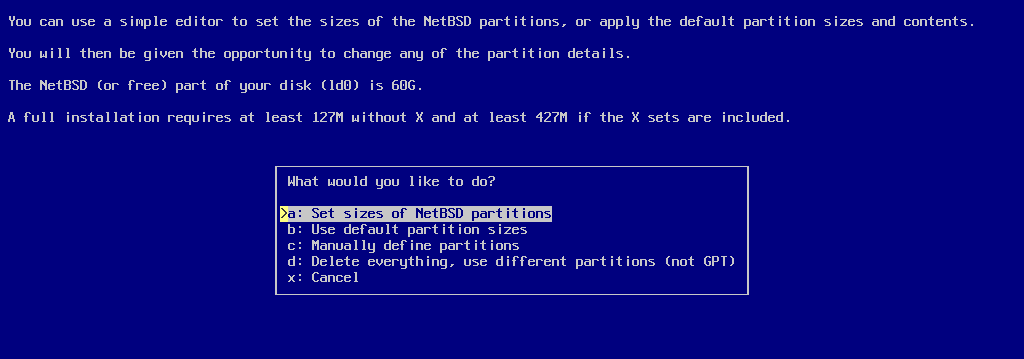 You can use a simple editor to set the sizes of the NetBSD partitions, or apply the default partition sizes and contents.
You will then be given the opportunity to change any of the partition details.
The NetBSD (or free) part of your disk (ld0) is 60G.
A full installation requires at least 127M without X and at least 427M if the X sets are included.
What would you like to do?
>a: Set sizes of NetBSD partitions
b: Use default partition sizes
c: Manually define partitions
d: Delete everything, use different partitions (not GPT)
x: Cancel